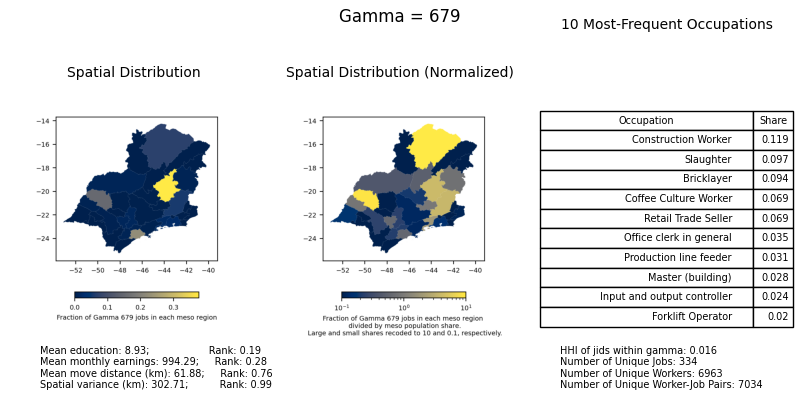 Gamma = 679
10 Most-Frequent Occupations
Spatial Distribution
Spatial Distribution (Normalized)
−14
−16
−18
−20
−22
−24
−52 −50 −48 −46 −44 −42 −40
0.0 0.1 0.2 0.3
Fraction of Gamma 679 jobs in each meso region
−14
−16
−18
−20
−22
−24
−52 −50 −48 −46 −44 −42 −40
10⁻¹ 10⁰ 10¹
Fraction of Gamma 679 jobs in each meso region
divided by meso population share.
Large and small shares recoded to 10 and 0.1, respectively.
Occupation Share
Construction Worker 0.119
Slaughter 0.097
Bricklayer 0.094
Coffee Culture Worker 0.069
Retail Trade Seller 0.069
Office clerk in general 0.035
Production line feeder 0.031
Master (building) 0.028
Input and output controller 0.024
Forklift Operator 0.02
Mean education: 8.93; Rank: 0.19
Mean monthly earnings: 994.29; Rank: 0.28
Mean move distance (km): 61.88; Rank: 0.76
Spatial variance (km): 302.71; Rank: 0.99
HHI of jids within gamma: 0.016
Number of Unique Jobs: 334
Number of Unique Workers: 6963
Number of Unique Worker-Job Pairs: 7034